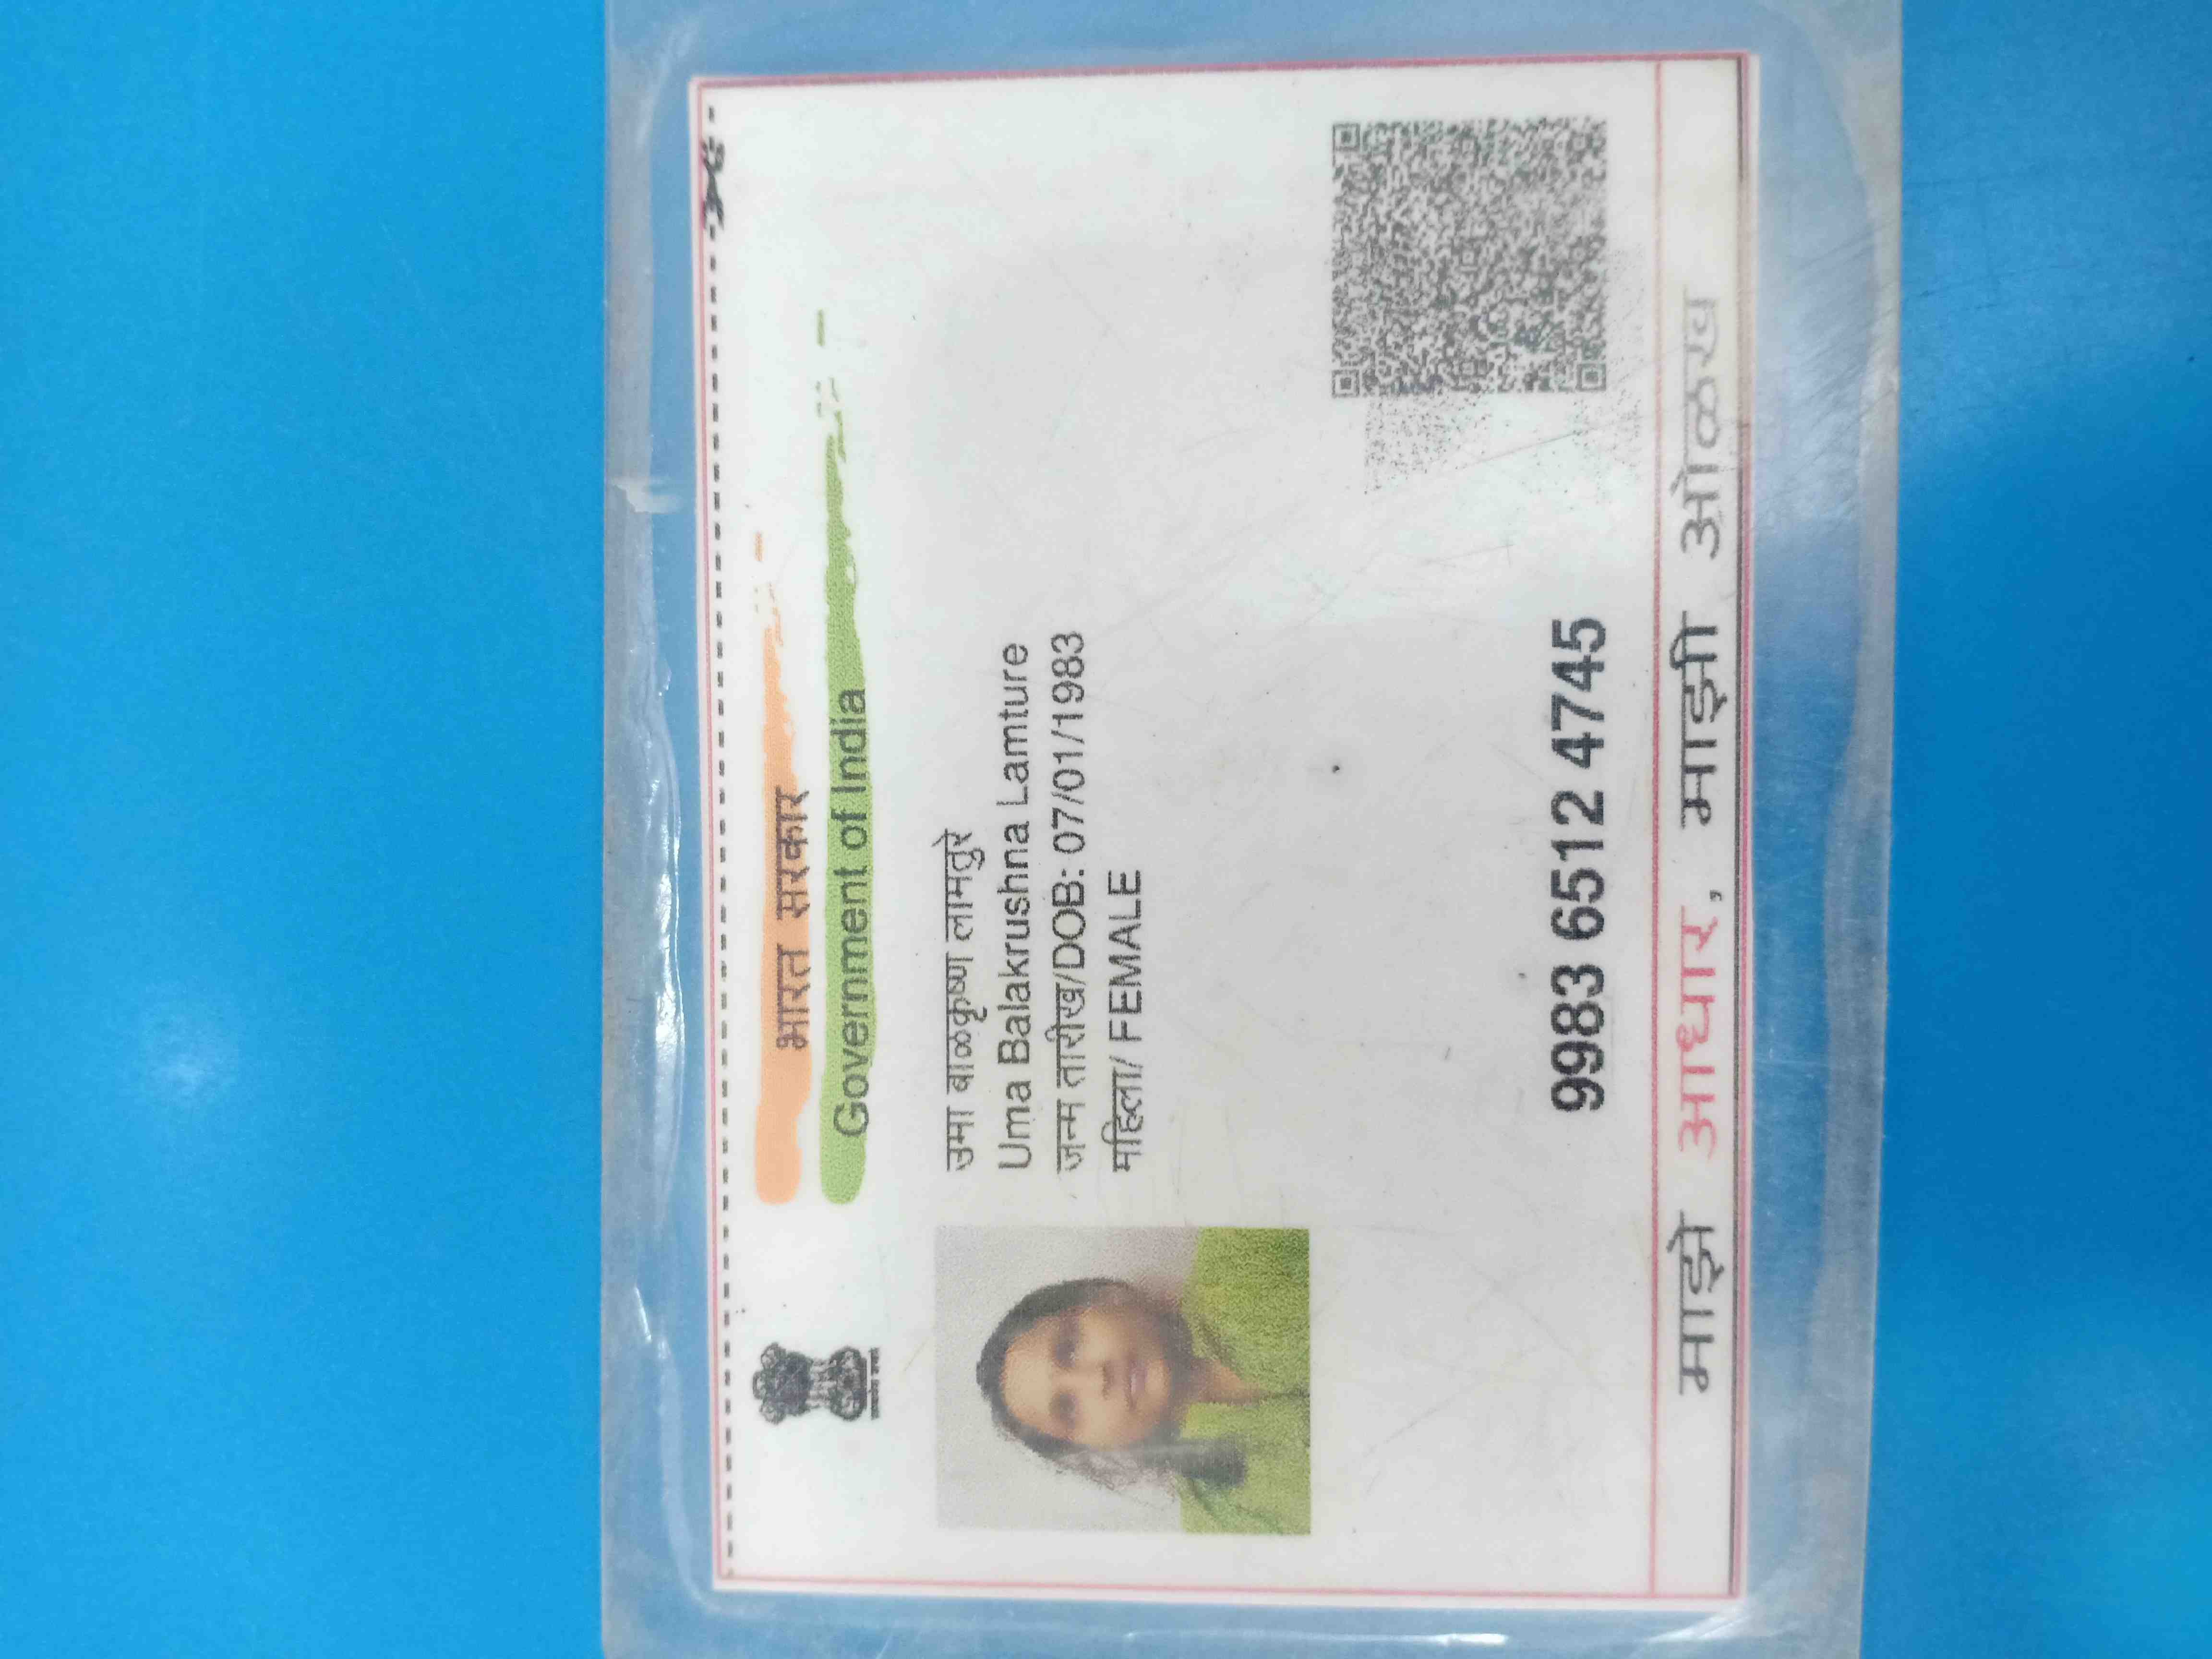 भारत सरकार
Government of India
उमा बाळकृष्ण लामतुरे
Uma Balakrushna Lamture
जन्म तारीख/DOB: 07/01/1983
महिला/ FEMALE
9983 6512 4745
माझे आधार, माझी ओळख